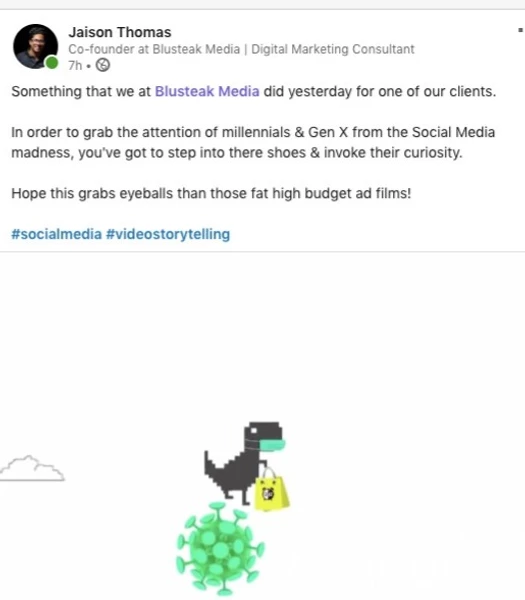 Jaison Thomas
Co-founder at Blusteak Media | Digital Marketing Consultant
7h •
Something that we at Blusteak Media did yesterday for one of our clients.
In order to grab the attention of millennials & Gen X from the Social Media
madness, you've got to step into there shoes & invoke their curiosity.
Hope this grabs eyeballs than those fat high budget ad films!
#socialmedia #videostorytelling